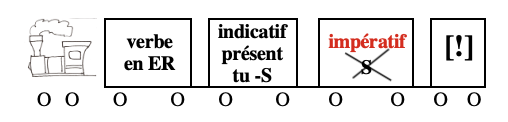 verbe
en ER
indicatif
présent
tu -S
impératif
S
[!]
O O O O O O O O O O